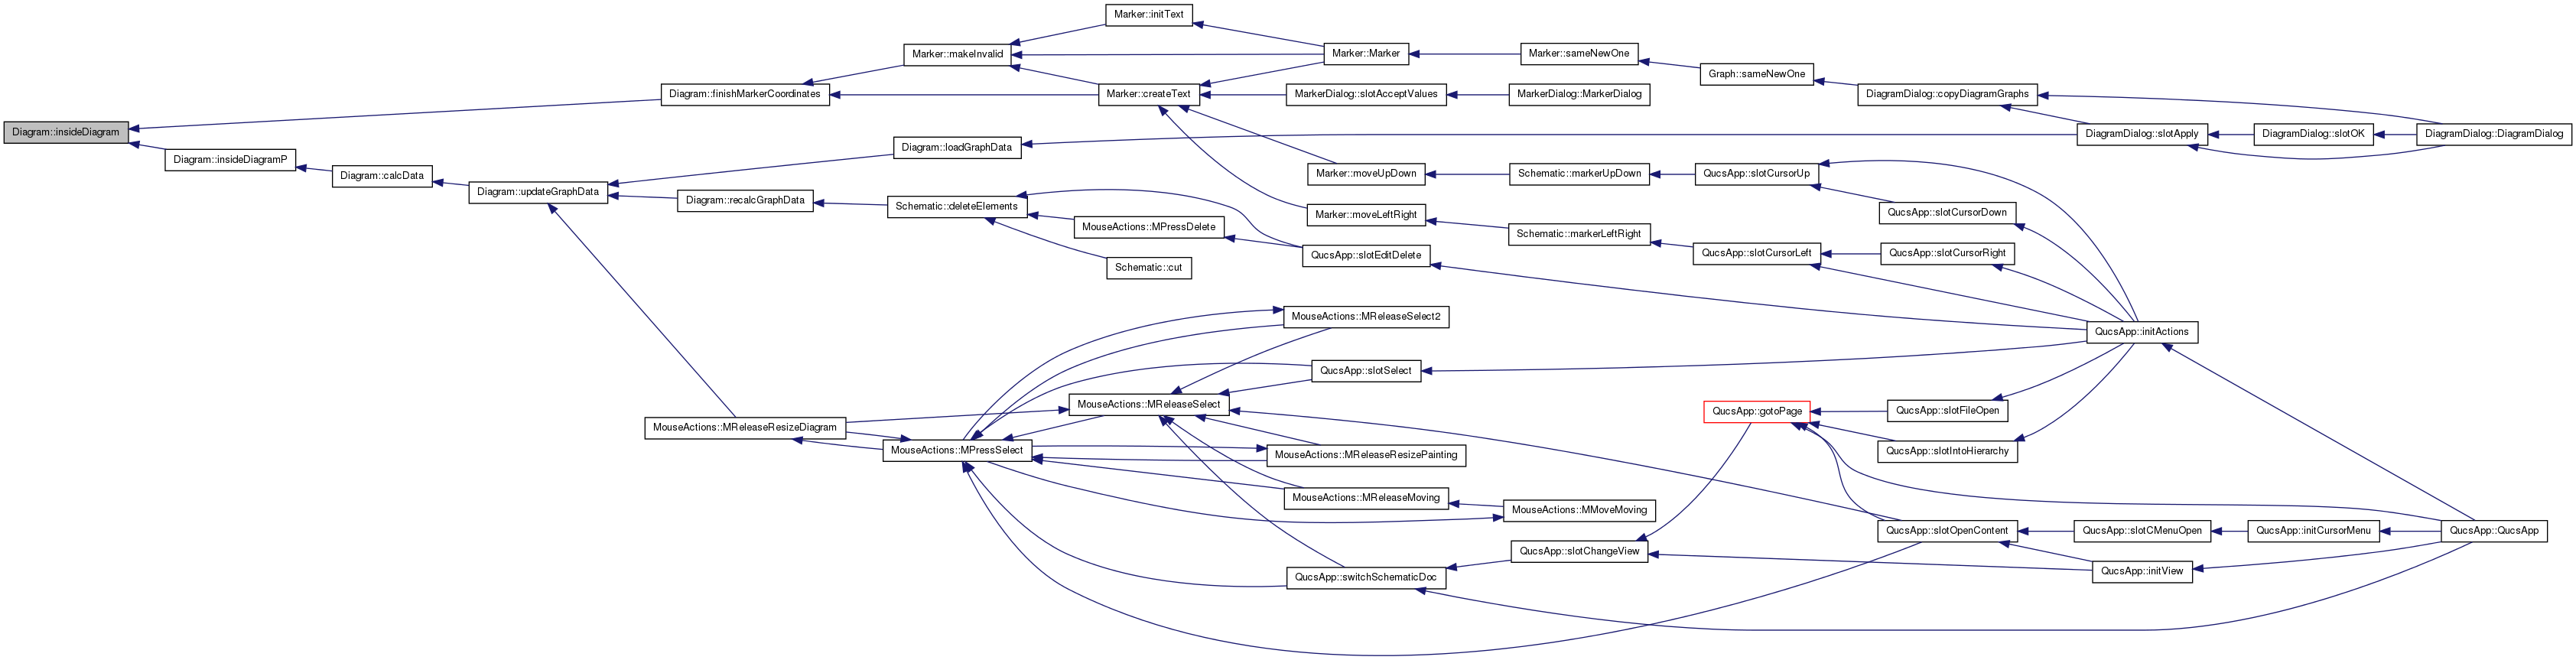 Diagram::insideDiagram
Diagram::finishMarkerCoordinates
Marker::makeInvalid
Marker::initText
Marker::Marker
Marker::sameNewOne
Graph::sameNewOne
DiagramDialog::copyDiagramGraphs
DiagramDialog::slotApply
DiagramDialog::slotOK
DiagramDialog::DiagramDialog
Marker::createText
MarkerDialog::slotAcceptValues
MarkerDialog::MarkerDialog
Marker::moveUpDown
Schematic::markerUpDown
QucsApp::slotCursorUp
QucsApp::slotCursorDown
Marker::moveLeftRight
Schematic::markerLeftRight
QucsApp::slotCursorLeft
QucsApp::slotCursorRight
QucsApp::initActions
Diagram::insideDiagramP
Diagram::calcData
Diagram::updateGraphData
Diagram::loadGraphData
Diagram::recalcGraphData
Schematic::deleteElements
MouseActions::MPressDelete
Schematic::cut
QucsApp::slotEditDelete
MouseActions::MReleaseResizeDiagram
MouseActions::MPressSelect
MouseActions::MReleaseSelect
MouseActions::MReleaseSelect2
QucsApp::slotSelect
MouseActions::MReleaseResizePainting
MouseActions::MReleaseMoving
MouseActions::MMoveMoving
QucsApp::switchSchematicDoc
QucsApp::slotChangeView
QucsApp::gotoPage
QucsApp::slotFileOpen
QucsApp::slotIntoHierarchy
QucsApp::slotOpenContent
QucsApp::slotCMenuOpen
QucsApp::initCursorMenu
QucsApp::initView
QucsApp::QucsApp